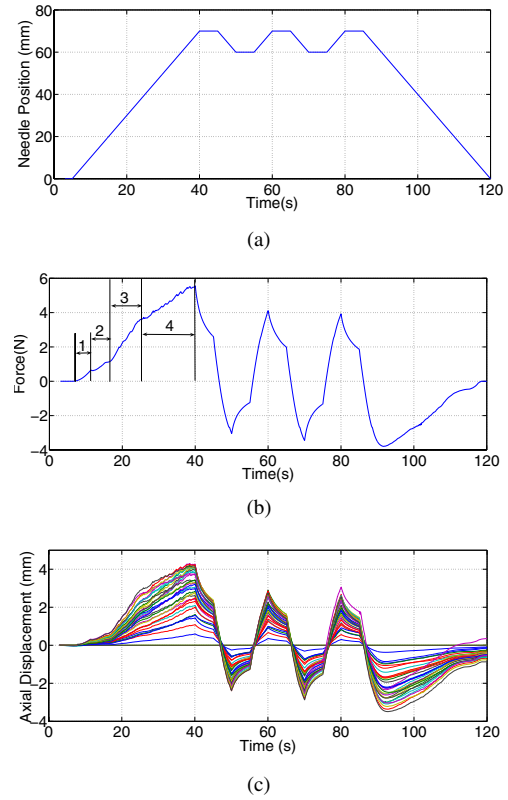 80
60
40
20
0
Needle Position (mm)
0 20 40 60 80 100 120
Time(s)
(a)
6
4
2
0
−2
−4
Force(N)
1 2 3 4
0 20 40 60 80 100 120
Time(s)
(b)
4
2
0
−2
−4
Axial Displacement (mm)
0 20 40 60 80 100 120
Time (s)
(c)